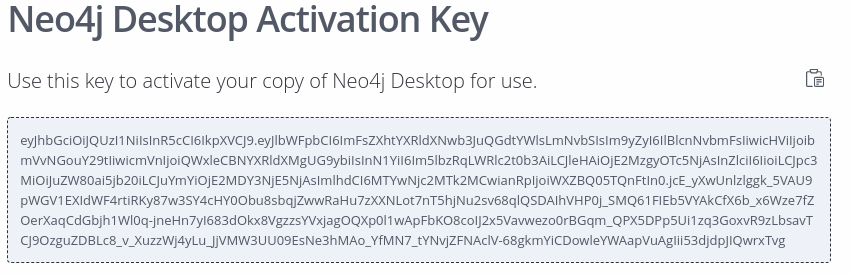 Neo4j Desktop Activation Key
Use this key to activate your copy of Neo4j Desktop for use.
eyJhbGciOiJQUzI1NiIsInR5cCI6IkpXVCJ9.eyJlbWFpbCI6ImFsZXhtYXRldXNwb3JuQGdtYWlsLmNvbSIsIm9yZyI6IlBlcnNvbmFsIiwicHViIjoib
mVvNGouY29tIiwicmVnIjoiQWxleCBNYXRldXMgUG9ybiIsInN1YiI6Im5lbzRqLWRlc2t0b3AiLCJleHAiOjE2MzgyOTc5NjAsInZlciI6IioiLCJpc3
MiOiJuZW80ai5jb20iLCJuYmYiOjE2MDY3NjE5NjAsImlhdCI6MTYwNjc2MTk2MCwianRpIjoiWXZBQ05TQnFtIn0.jcE_yXwUnlzlggk_5VAU9
pWGV1EXIdWF4rtiRKy87w3SY4cHY0Obu8sbqjZwwRaHu7zXXNLot7nT5hjNu2sv68qlQSDAIhVHP0j_SMQ61FIEb5VYAkCfX6b_x6Wze7fZ
OerXaqCdGbjh1Wl0q-jneHn7yI683dOkx8VgzzsYVxjagOQXp0l1wApFbKO8coIJ2x5Vavwezo0rBGqm_QPX5DPp5Ui1zq3GoxvR9zLbsavT
CJ9OzguZDBLc8_v_XuzzWj4yLu_JjVMW3UU09EsNe3hMAo_YfMN7_tYNvjZFNAclV-68gkmYiCDowleYWAapVuAgIii53djdpJIQwrxTvg